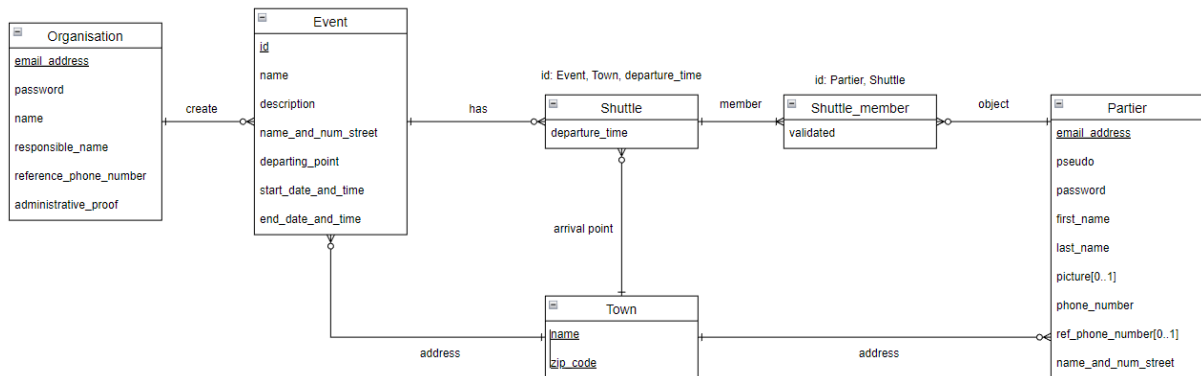 Organisation
email_address
password
name
responsible_name
reference_phone_number
administrative_proof
create
Event
id
name
description
name_and_num_street
departing_point
start_date_and_time
end_date_and_time
has
id: Event, Town, departure_time
Shuttle
departure_time
member
id: Partier, Shuttle
Shuttle_member
validated
object
Partier
email_address
pseudo
password
first_name
last_name
picture[0..1]
phone_number
ref_phone_number[0..1]
name_and_num_street
arrival point
Town
name
zip_code
address
address